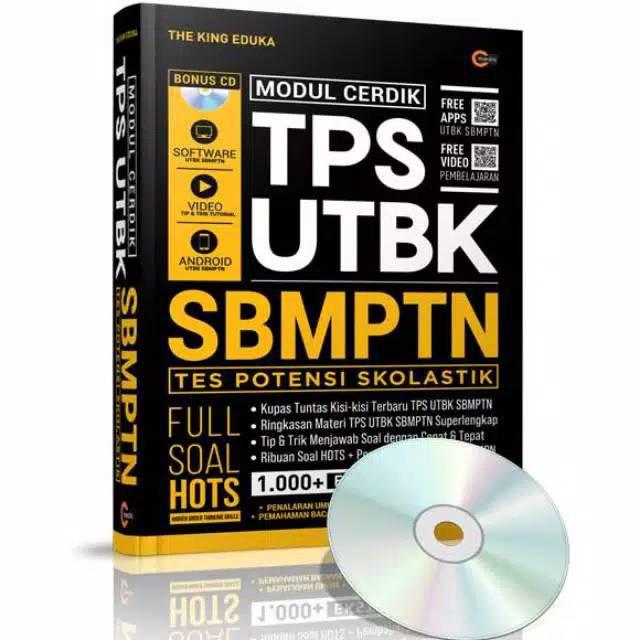 THE KING EDUKA
BONUS CD
SOFTWARE
UTBK SBMPTN
VIDEO
TIP & TRIK TUTORIAL
ANDROID
UTBK SBMPTN
MODUL CERDIK
TPS
UTBK
SBMPTN
TES POTENSI SKOLASTIK
FREE
APPS
UTBK SBMPTN
FREE
VIDEO
PEMBELAJARAN
FULL
SOAL
HOTS
HIGHER ORDER THINKING SKILLS
• Kupas Tuntas Kisi-kisi Terbaru TPS UTBK SBMPTN
• Ringkasan Materi TPS UTBK SBMPTN Superlengkap
• Tip & Trik Menjawab Soal dengan Cepat & Tepat
• Ribuan Soal HOTS +
1.000+
• PENALARAN
• PEMAHAMAN
MODUL CERDIK
TPS UTBK
SBMPTN
TES POTENSI SKOLASTIK